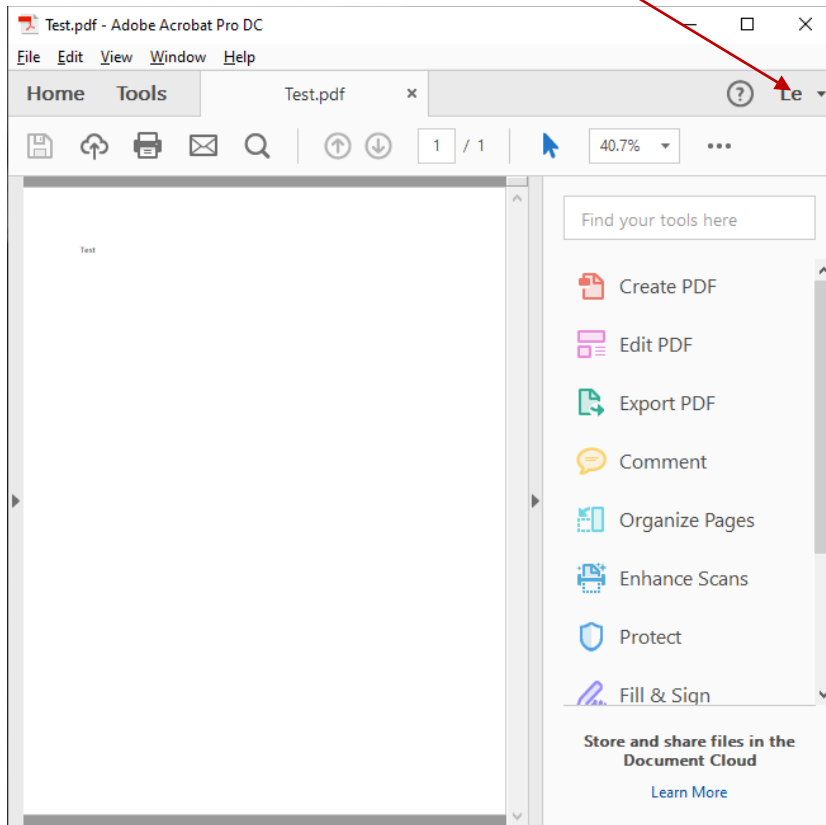 Test.pdf - Adobe Acrobat Pro DC
File Edit View Window Help
Home Tools Test.pdf × ? Le
1 / 1 40.7%
Test
Find your tools here
Create PDF
Edit PDF
Export PDF
Comment
Organize Pages
Enhance Scans
Protect
Fill & Sign
Store and share files in the
Document Cloud
Learn More